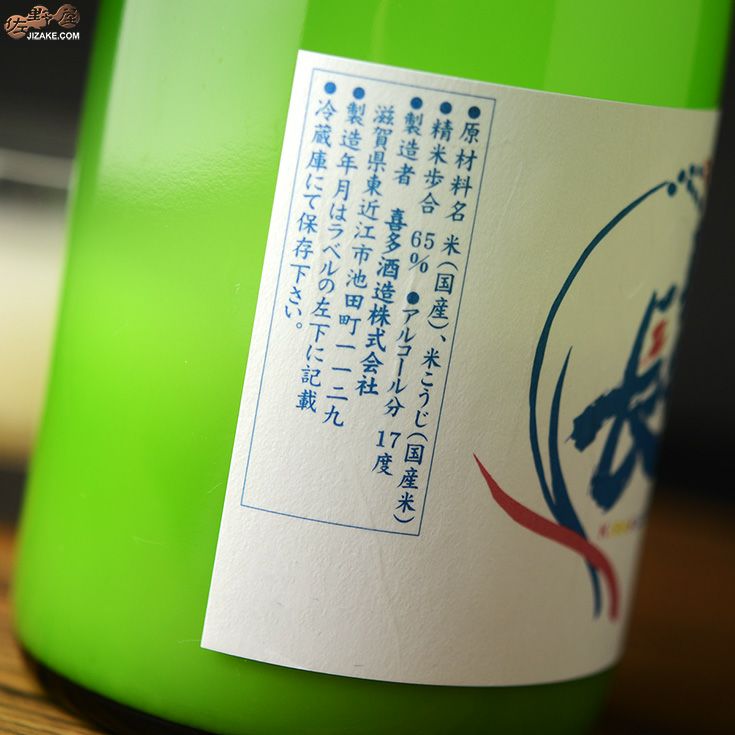 佐野屋
JIZAKE.COM
●原材料名 米(国産)、米こうじ(国産米)
●精米歩合 65% ●アルコール分 17度
●製造者 喜多酒造株式会社
滋賀県東近江市池田町一一二九
●製造年月はラベルの左下に記載
●冷蔵庫にて保存下さい。
長